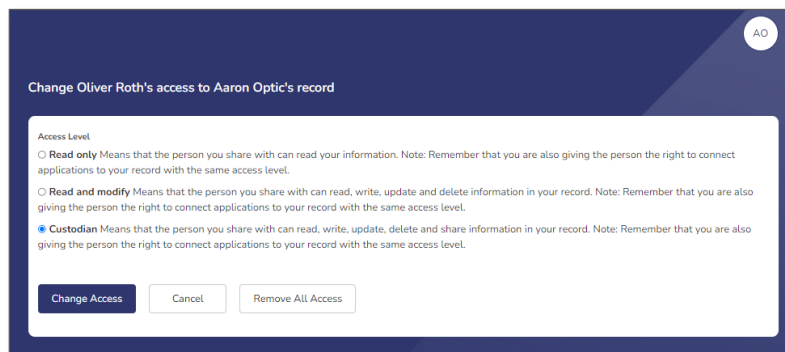 AO
Change Oliver Roth's access to Aaron Optic's record
Access Level
Read only Means that the person you share with can read your information. Note: Remember that you are also giving the person the right to connect
applications to your record with the same access level.
Read and modify Means that the person you share with can read, write, update and delete information in your record. Note: Remember that you are also
giving the person the right to connect applications to your record with the same access level.
Custodian Means that the person you share with can read, write, update, delete and share information in your record. Note: Remember that you are also
giving the person the right to connect applications to your record with the same access level.
Change Access Cancel Remove All Access